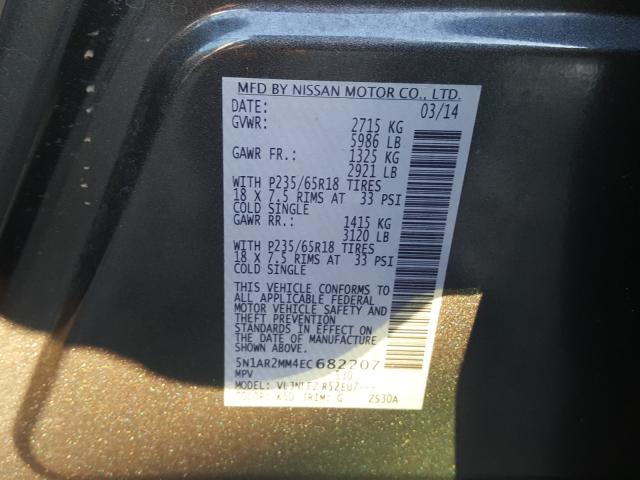 MFD BY NISSAN MOTOR CO., LTD.
DATE: 03/14
GVWR: 2715 KG
5986 LB
GAWR FR.: 1325 KG
2921 LB
WITH P235/65R18 TIRES
18 X 7.5 RIMS AT 33 PSI
COLD SINGLE
GAWR RR.: 1415 KG
3120 LB
WITH P235/65R18 TIRES
18 X 7.5 RIMS AT 33 PSI
COLD SINGLE
THIS VEHICLE CONFORMS TO
ALL APPLICABLE FEDERAL
MOTOR VEHICLE SAFETY AND
THEFT PREVENTION
STANDARDS IN EFFECT ON
THE DATE OF MANUFACTURE
SHOWN ABOVE.
5N1AR2MM4EC682207
MPV
MODEL:
COLOR: TRIM: G 2S30A